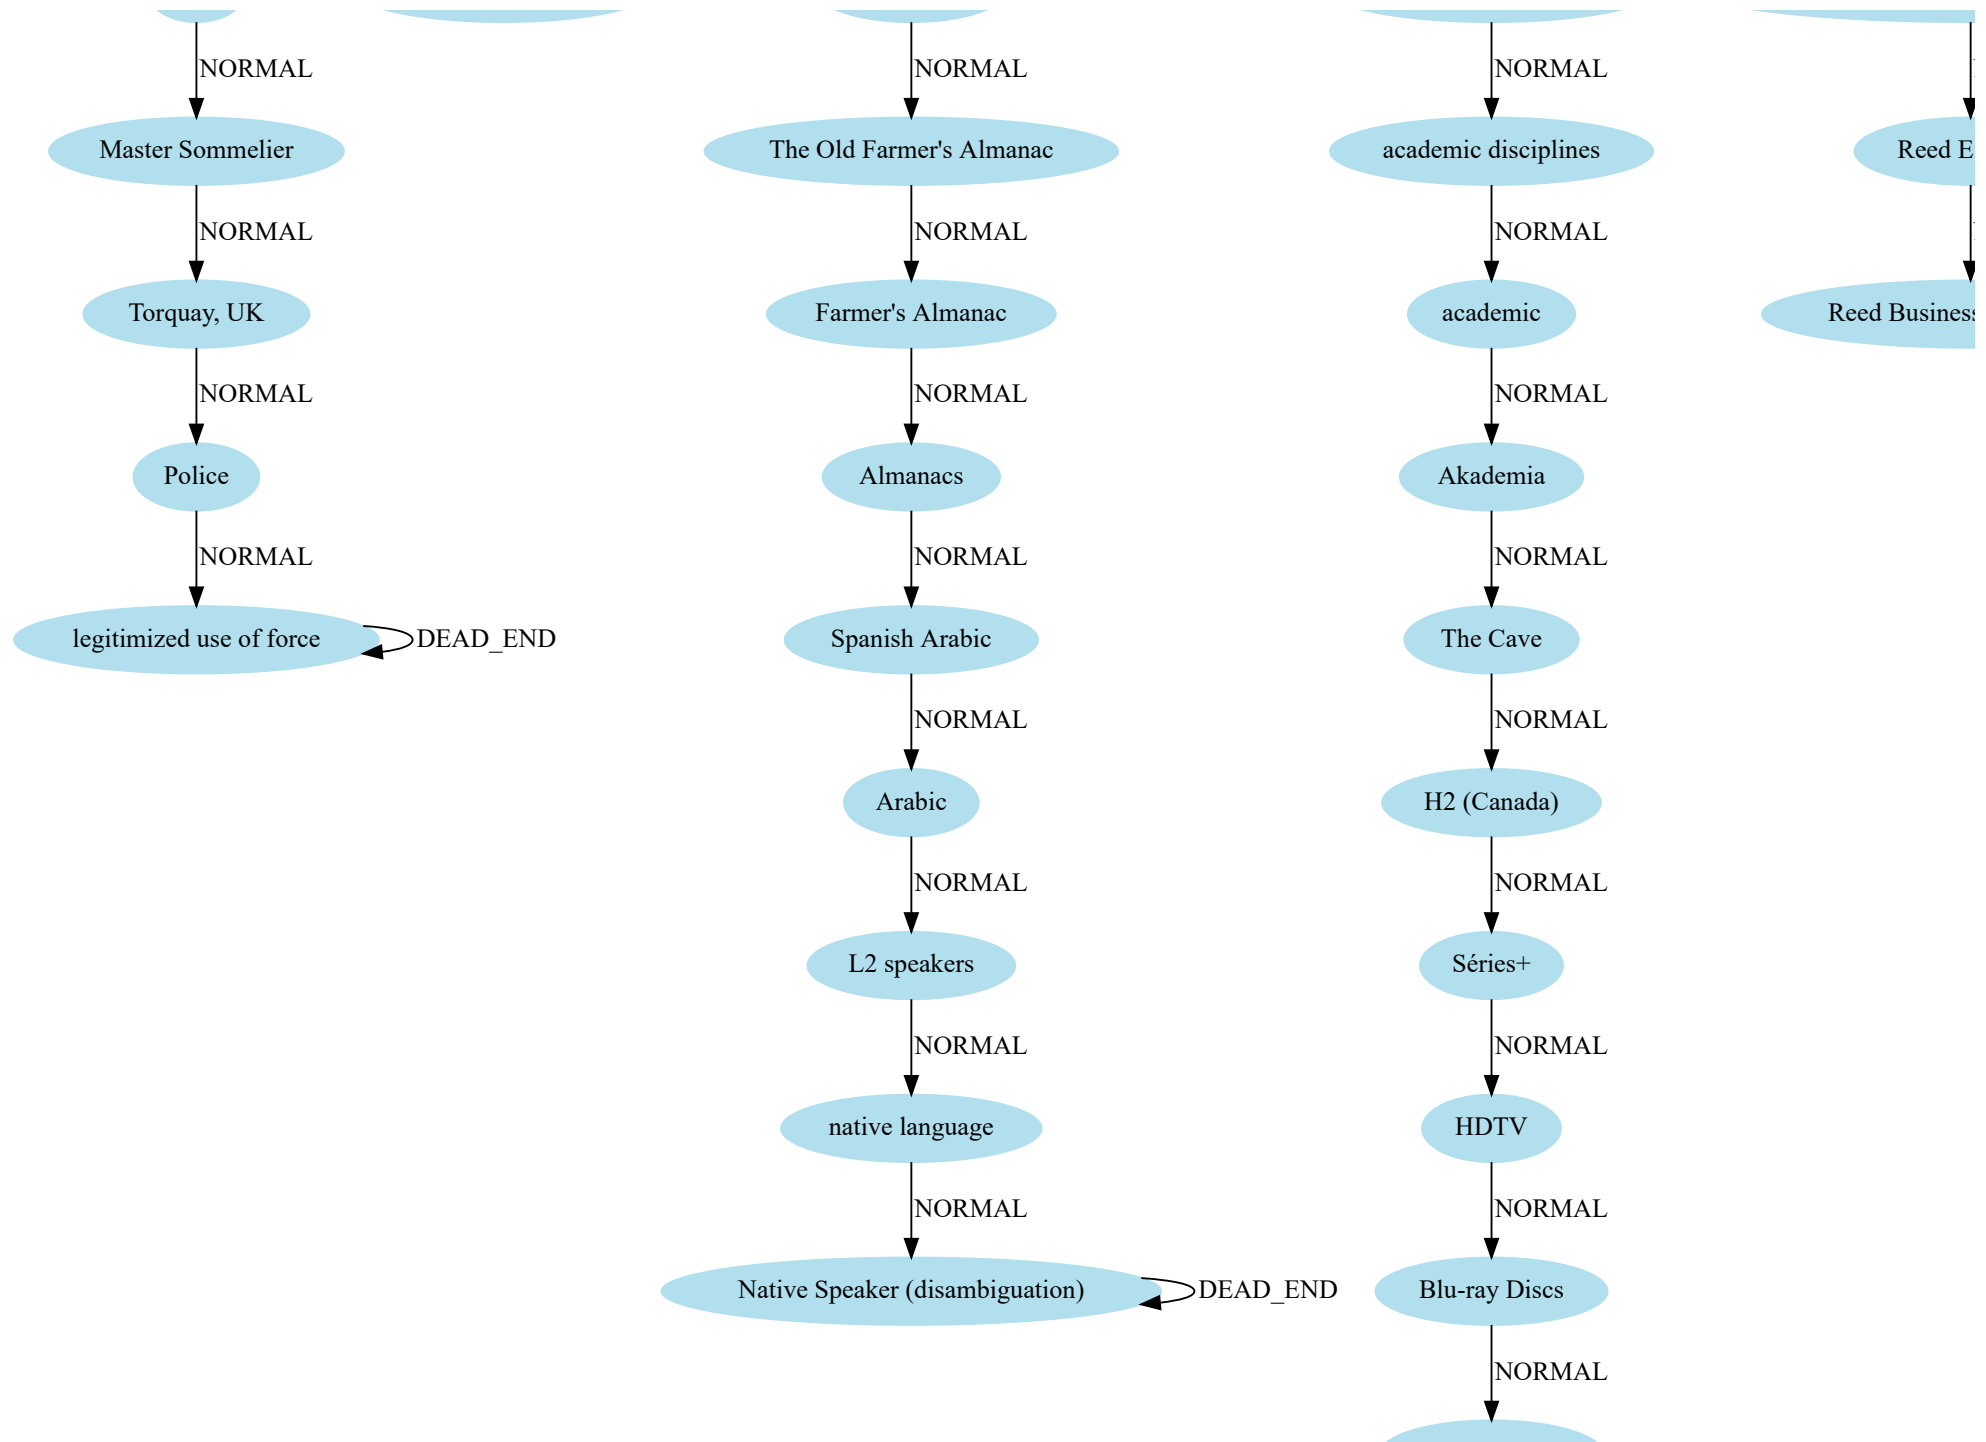 NORMAL
NORMAL
NORMAL
Master Sommelier
The Old Farmer's Almanac
academic disciplines
Reed
NORMAL
NORMAL
NORMAL
Torquay, UK
Farmer's Almanac
academic
Reed Business
NORMAL
NORMAL
NORMAL
Police
Almanacs
Akademia
NORMAL
NORMAL
NORMAL
legitimized use of force
DEAD_END
Spanish Arabic
The Cave
NORMAL
NORMAL
Arabic
H2 (Canada)
NORMAL
NORMAL
L2 speakers
Séries+
NORMAL
NORMAL
native language
HDTV
NORMAL
NORMAL
Native Speaker (disambiguation)
DEAD_END
Blu-ray Discs
NORMAL